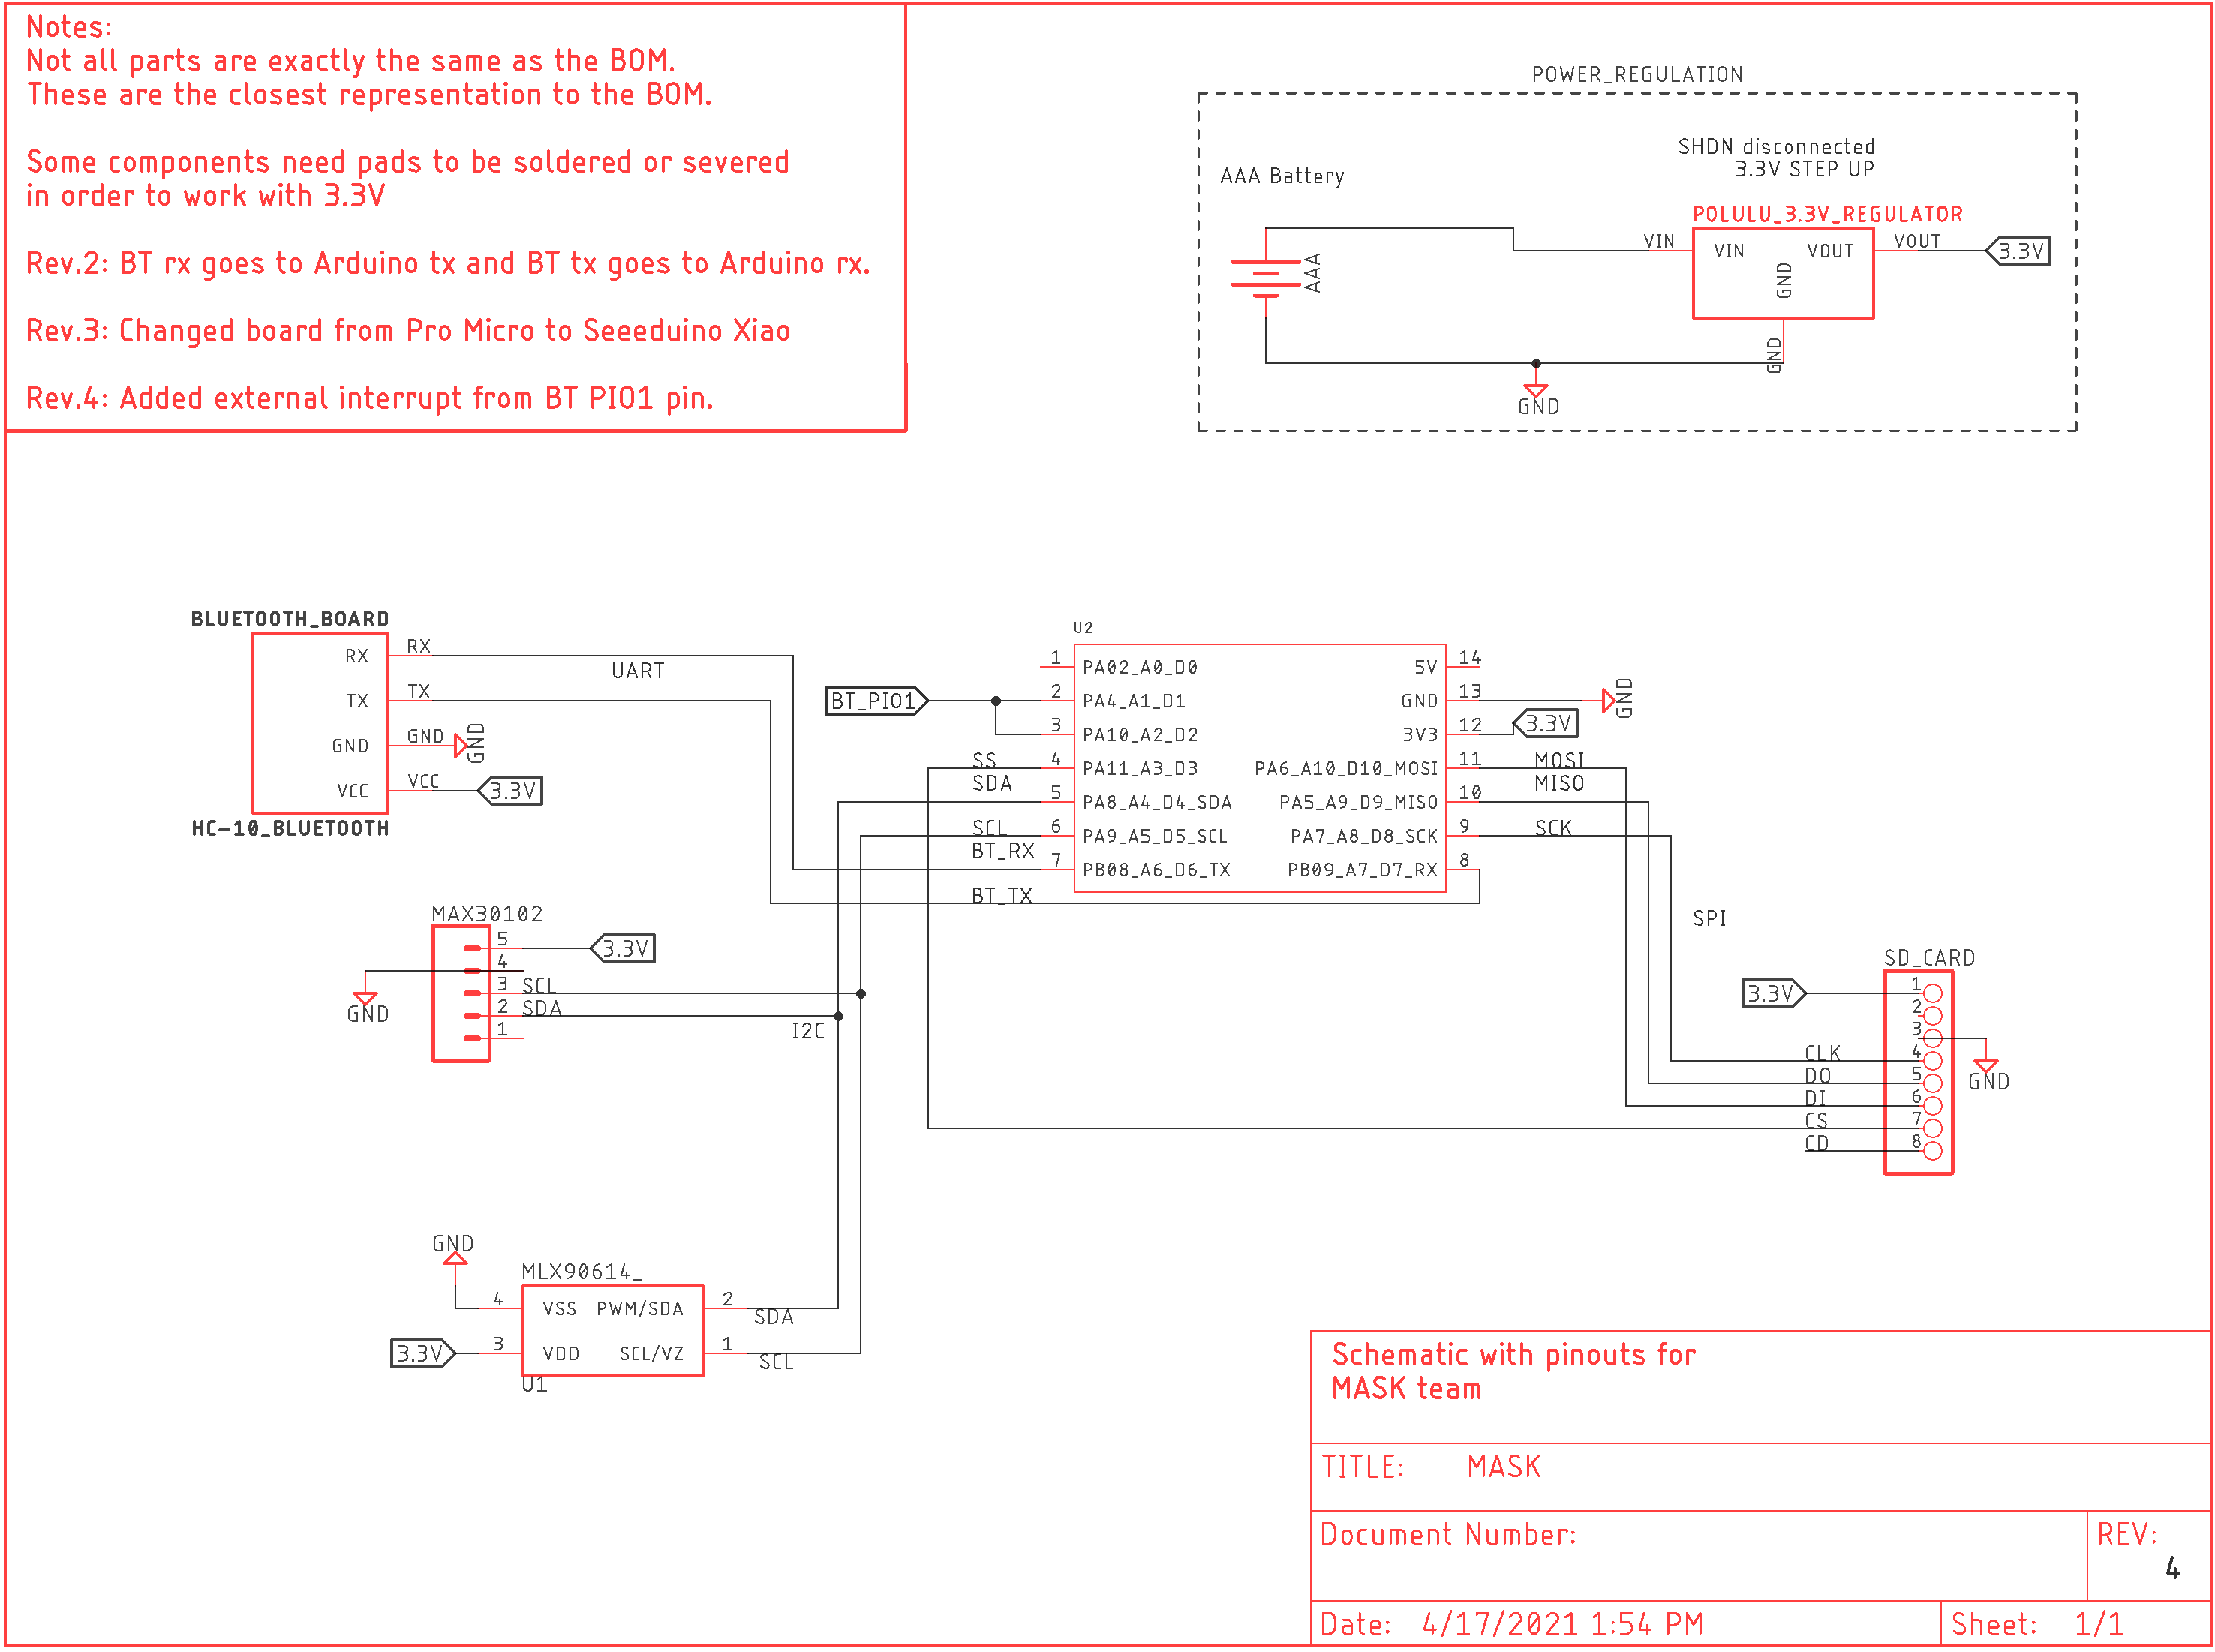 Notes:
Not all parts are exactly the same as the BOM.
These are the closest representation to the BOM.
Some components need pads to be soldered or severed
in order to work with 3.3V
Rev.2: BT rx goes to Arduino tx and BT tx goes to Arduino rx.
Rev.3: Changed board from Pro Micro to Seeeduino Xiao
Rev.4: Added external interrupt from BT PIO1 pin.
POWER_REGULATION
SHDN disconnected
3.3V STEP UP
AAA Battery
POLULU_3.3V_REGULATOR
AAA
VIN
VIN
VOUT
GND
VOUT
3.3V
GND
GND
BLUETOOTH_BOARD
RX
RX
TX
TX
GND
GND
GND
VCC
VCC
3.3V
HC-10_BLUETOOTH
UART
U2
BT_PIO1
1 PA02_A0_D0
2 PA4_A1_D1
3 PA10_A2_D2
SS
4 PA11_A3_D3
SDA
5 PA8_A4_D4_SDA
SCL
6 PA9_A5_D5_SCL
BT_RX
7 PB08_A6_D6_TX
BT_TX
5V 14
GND 13
GND
3V3 12
3.3V
PA6_A10_D10_MOSI 11
MOSI
PA5_A9_D9_MISO 10
MISO
PA7_A8_D8_SCK 9
SCK
PB09_A7_D7_RX 8
SPI
MAX30102
5
3.3V
4
GND
3 SCL
2 SDA
1
I2C
SD_CARD
3.3V
1
2
3
GND
CLK 4
DO 5
DI 6
CS 7
CD 8
GND
MLX90614_
4 VSS PWM/SDA 2
SDA
3.3V
3 VDD SCL/VZ 1
SCL
U1
Schematic with pinouts for
MASK team
TITLE: MASK
Document Number:
REV:
4
Date: 4/17/2021 1:54 PM
Sheet: 1/1